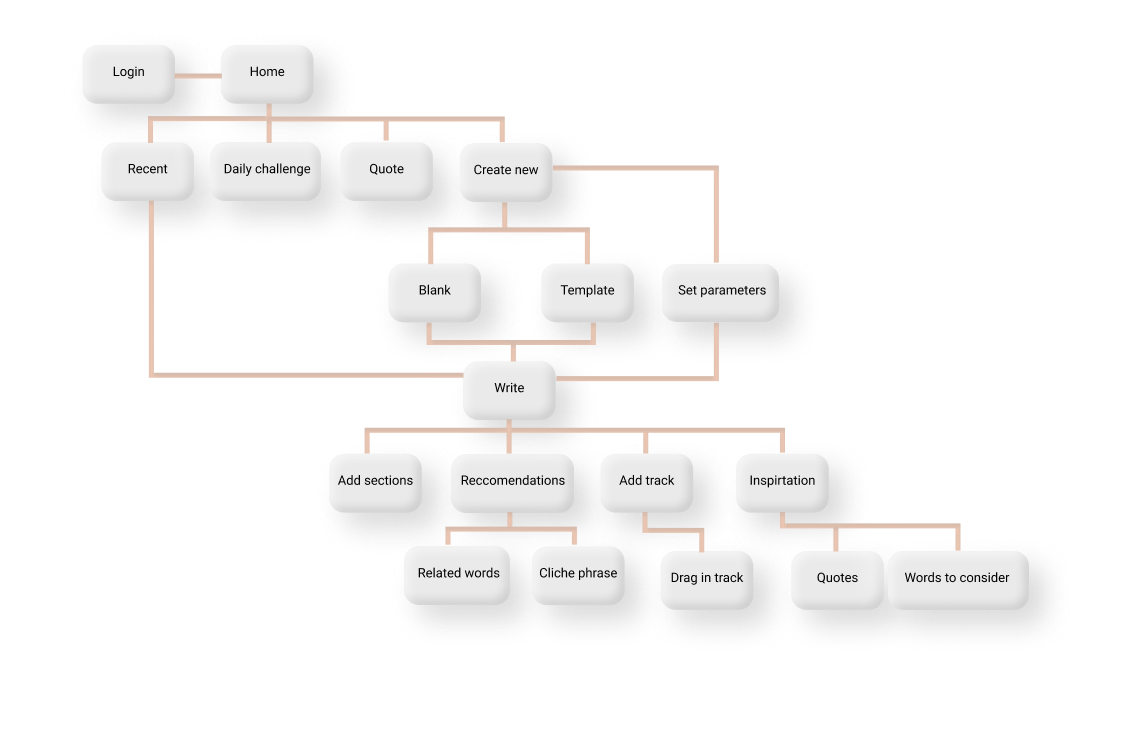 Login
Home
Recent
Daily challenge
Quote
Create new
Blank
Template
Set parameters
Write
Add sections
Reccomendations
Add track
Inspirtation
Related words
Cliche phrase
Drag in track
Quotes
Words to consider